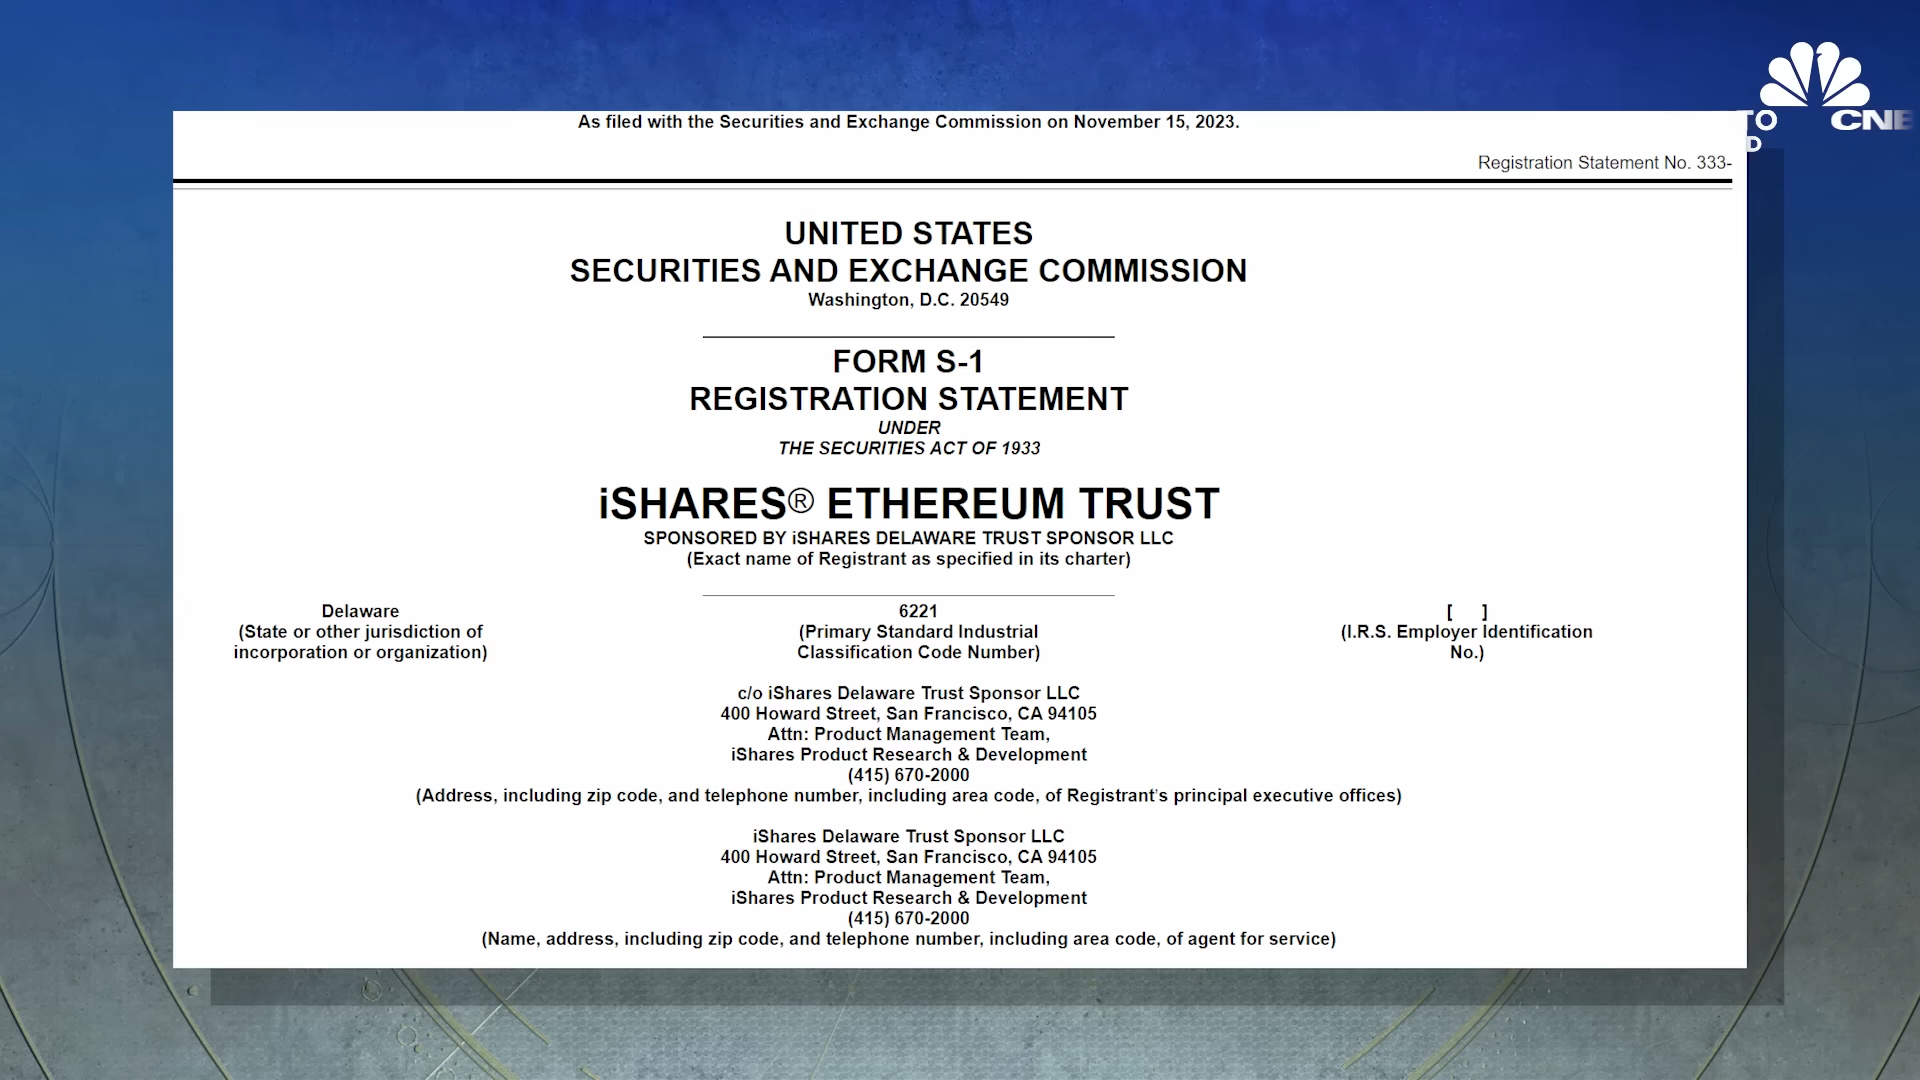 As filed with the Securities and Exchange Commission on November 15, 2023.
Registration Statement No. 333-
UNITED STATES
SECURITIES AND EXCHANGE COMMISSION
Washington, D.C. 20549
FORM S-1
REGISTRATION STATEMENT
UNDER
THE SECURITIES ACT OF 1933
iSHARES® ETHEREUM TRUST
SPONSORED BY iSHARES DELAWARE TRUST SPONSOR LLC
(Exact name of Registrant as specified in its charter)
Delaware
(State or other jurisdiction of
incorporation or organization)
6221
(Primary Standard Industrial
Classification Code Number)
[ ]
(I.R.S. Employer Identification
No.)
c/o iShares Delaware Trust Sponsor LLC
400 Howard Street, San Francisco, CA 94105
Attn: Product Management Team,
iShares Product Research & Development
(415) 670-2000
(Address, including zip code, and telephone number, including area code, of Registrant's principal executive offices)
iShares Delaware Trust Sponsor LLC
400 Howard Street, San Francisco, CA 94105
Attn: Product Management Team,
iShares Product Research & Development
(415) 670-2000
(Name, address, including zip code, and telephone number, including area code, of agent for service)